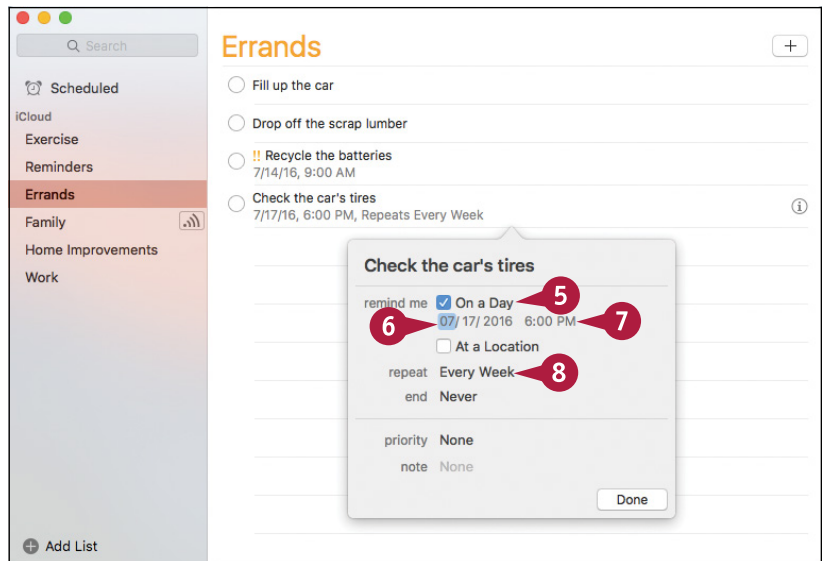 Search
Scheduled
iCloud
Exercise
Reminders
Errands
Family
Home Improvements
Work
Add List
Errands
+
Fill up the car
Drop off the scrap lumber
!! Recycle the batteries
7/14/16, 9:00 AM
Check the car's tires
7/17/16, 6:00 PM, Repeats Every Week
i
Check the car's tires
remind me On a Day 5
6 07/ 17/ 2016 6:00 PM 7
At a Location
repeat Every Week 8
end Never
priority None
note None
Done